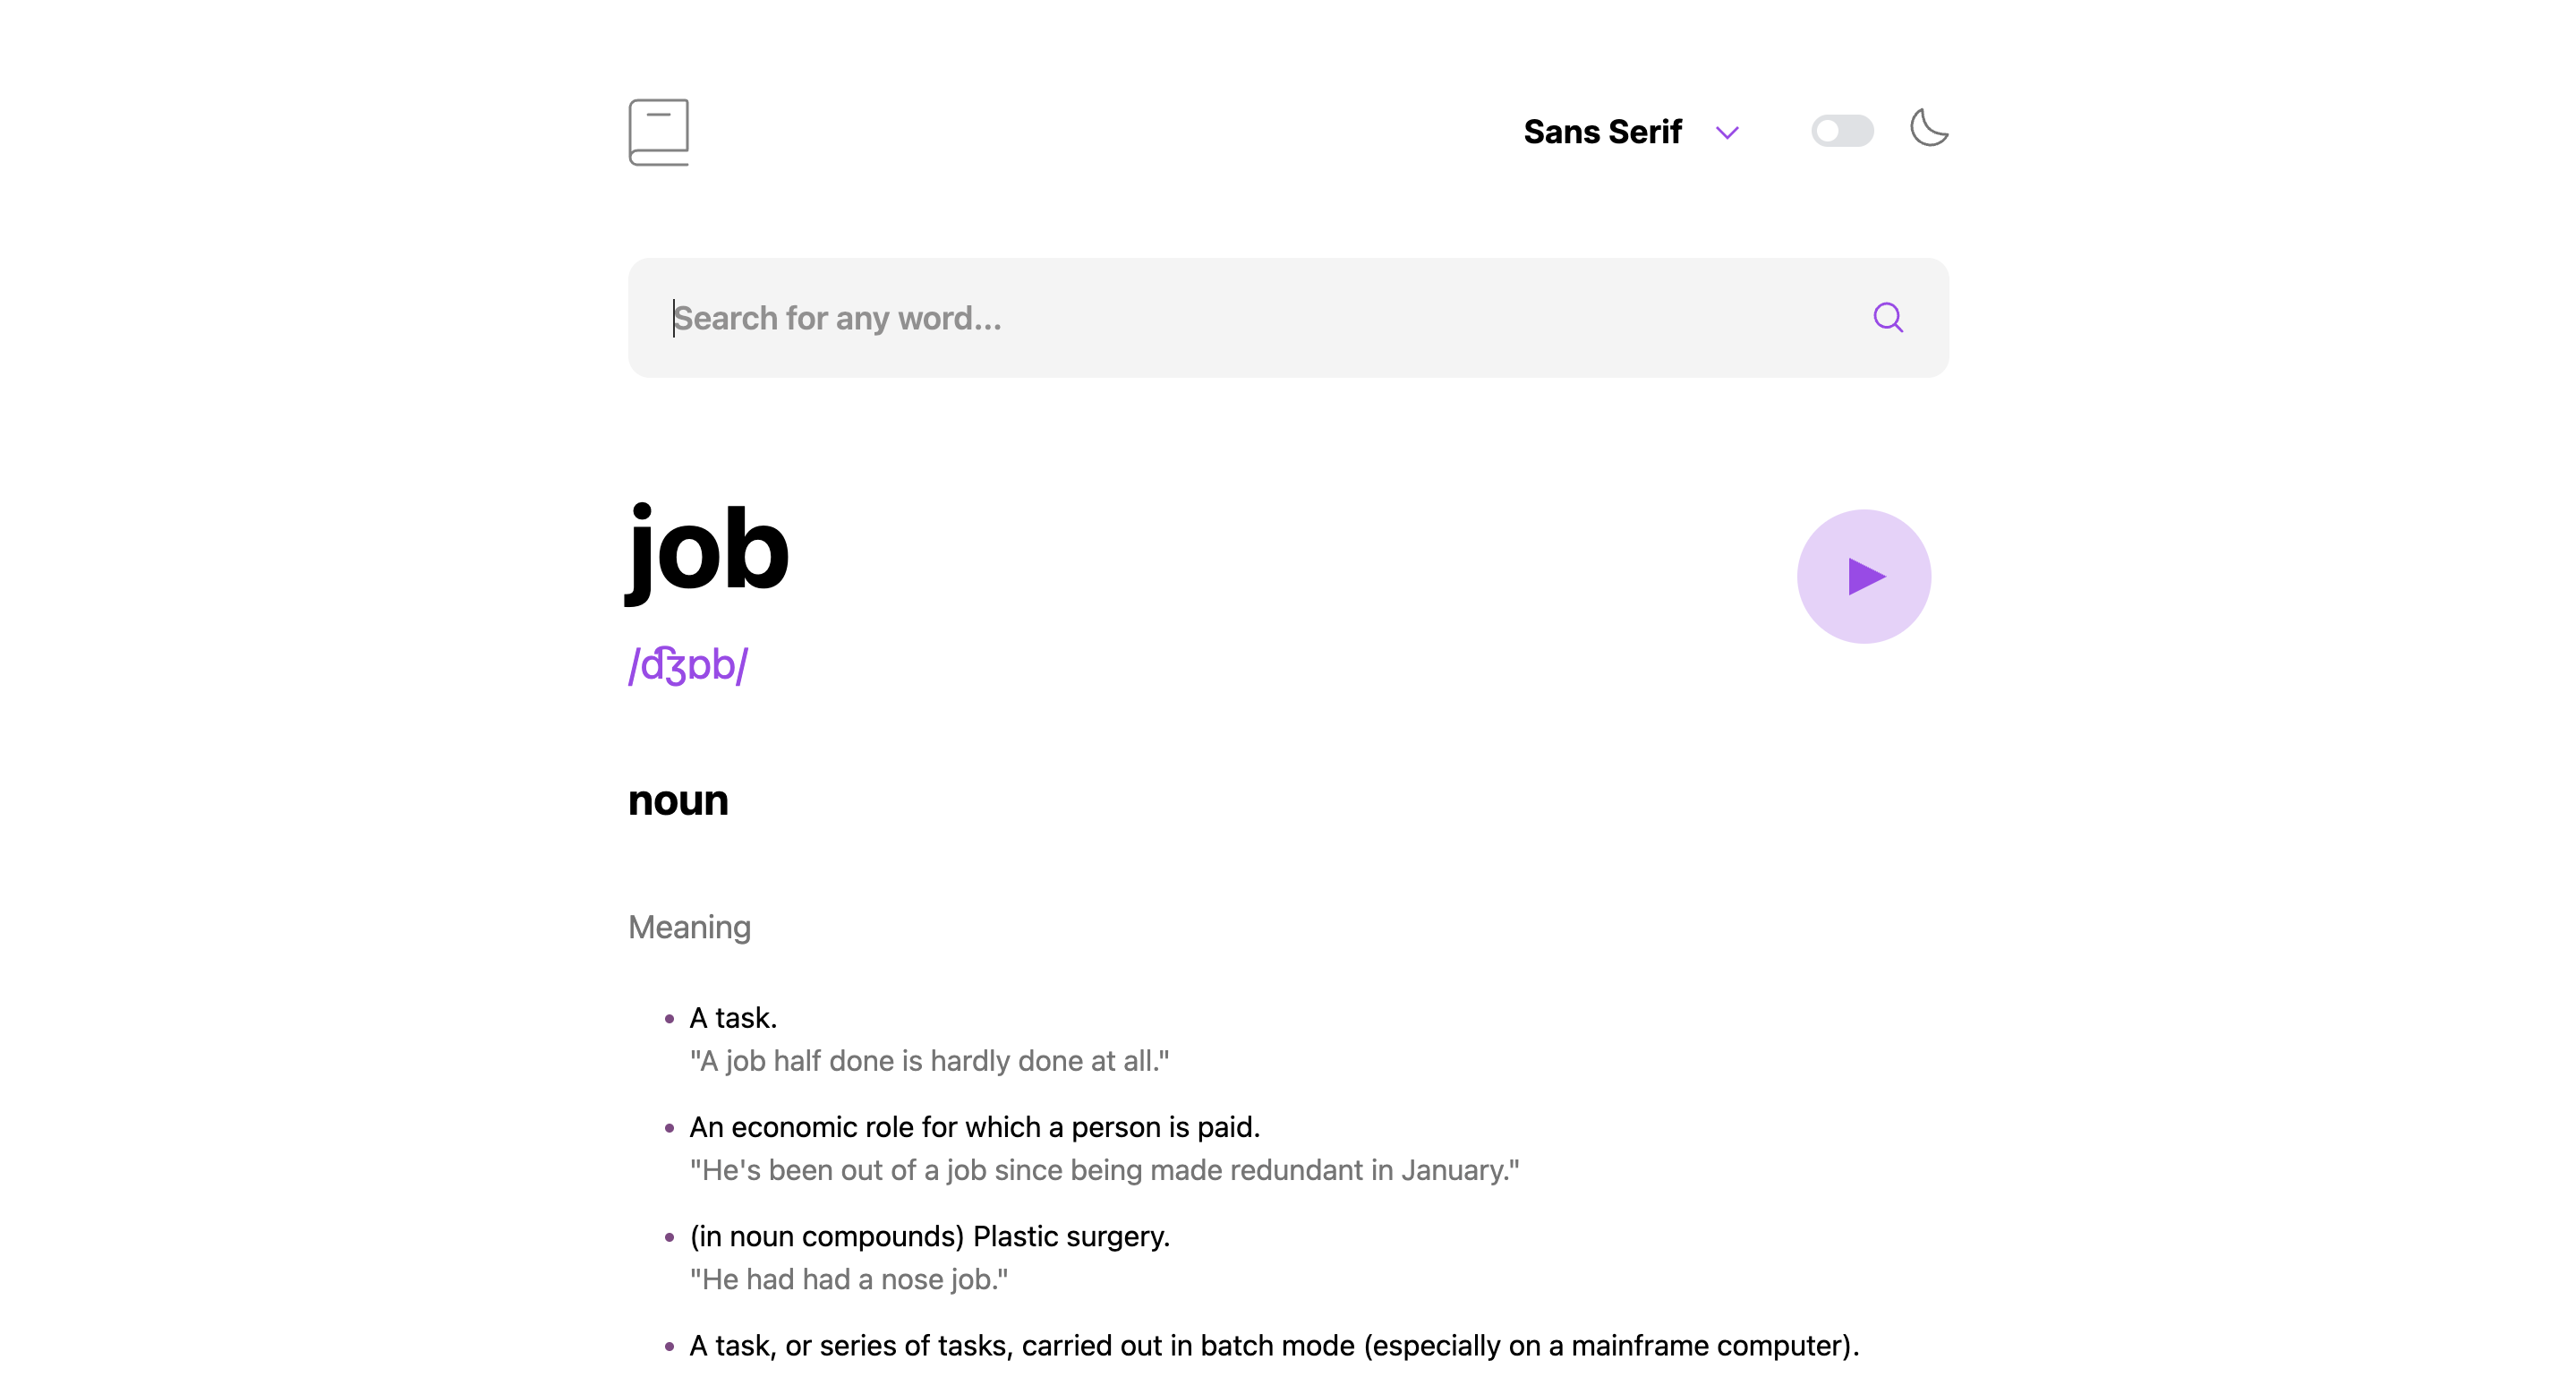 Sans Serif
Search for any word...
job
/d͡ʒɒb/
noun
Meaning
A task.
"A job half done is hardly done at all."
An economic role for which a person is paid.
"He's been out of a job since being made redundant in January."
(in noun compounds) Plastic surgery.
"He had had a nose job."
A task, or series of tasks, carried out in batch mode (especially on a mainframe computer).